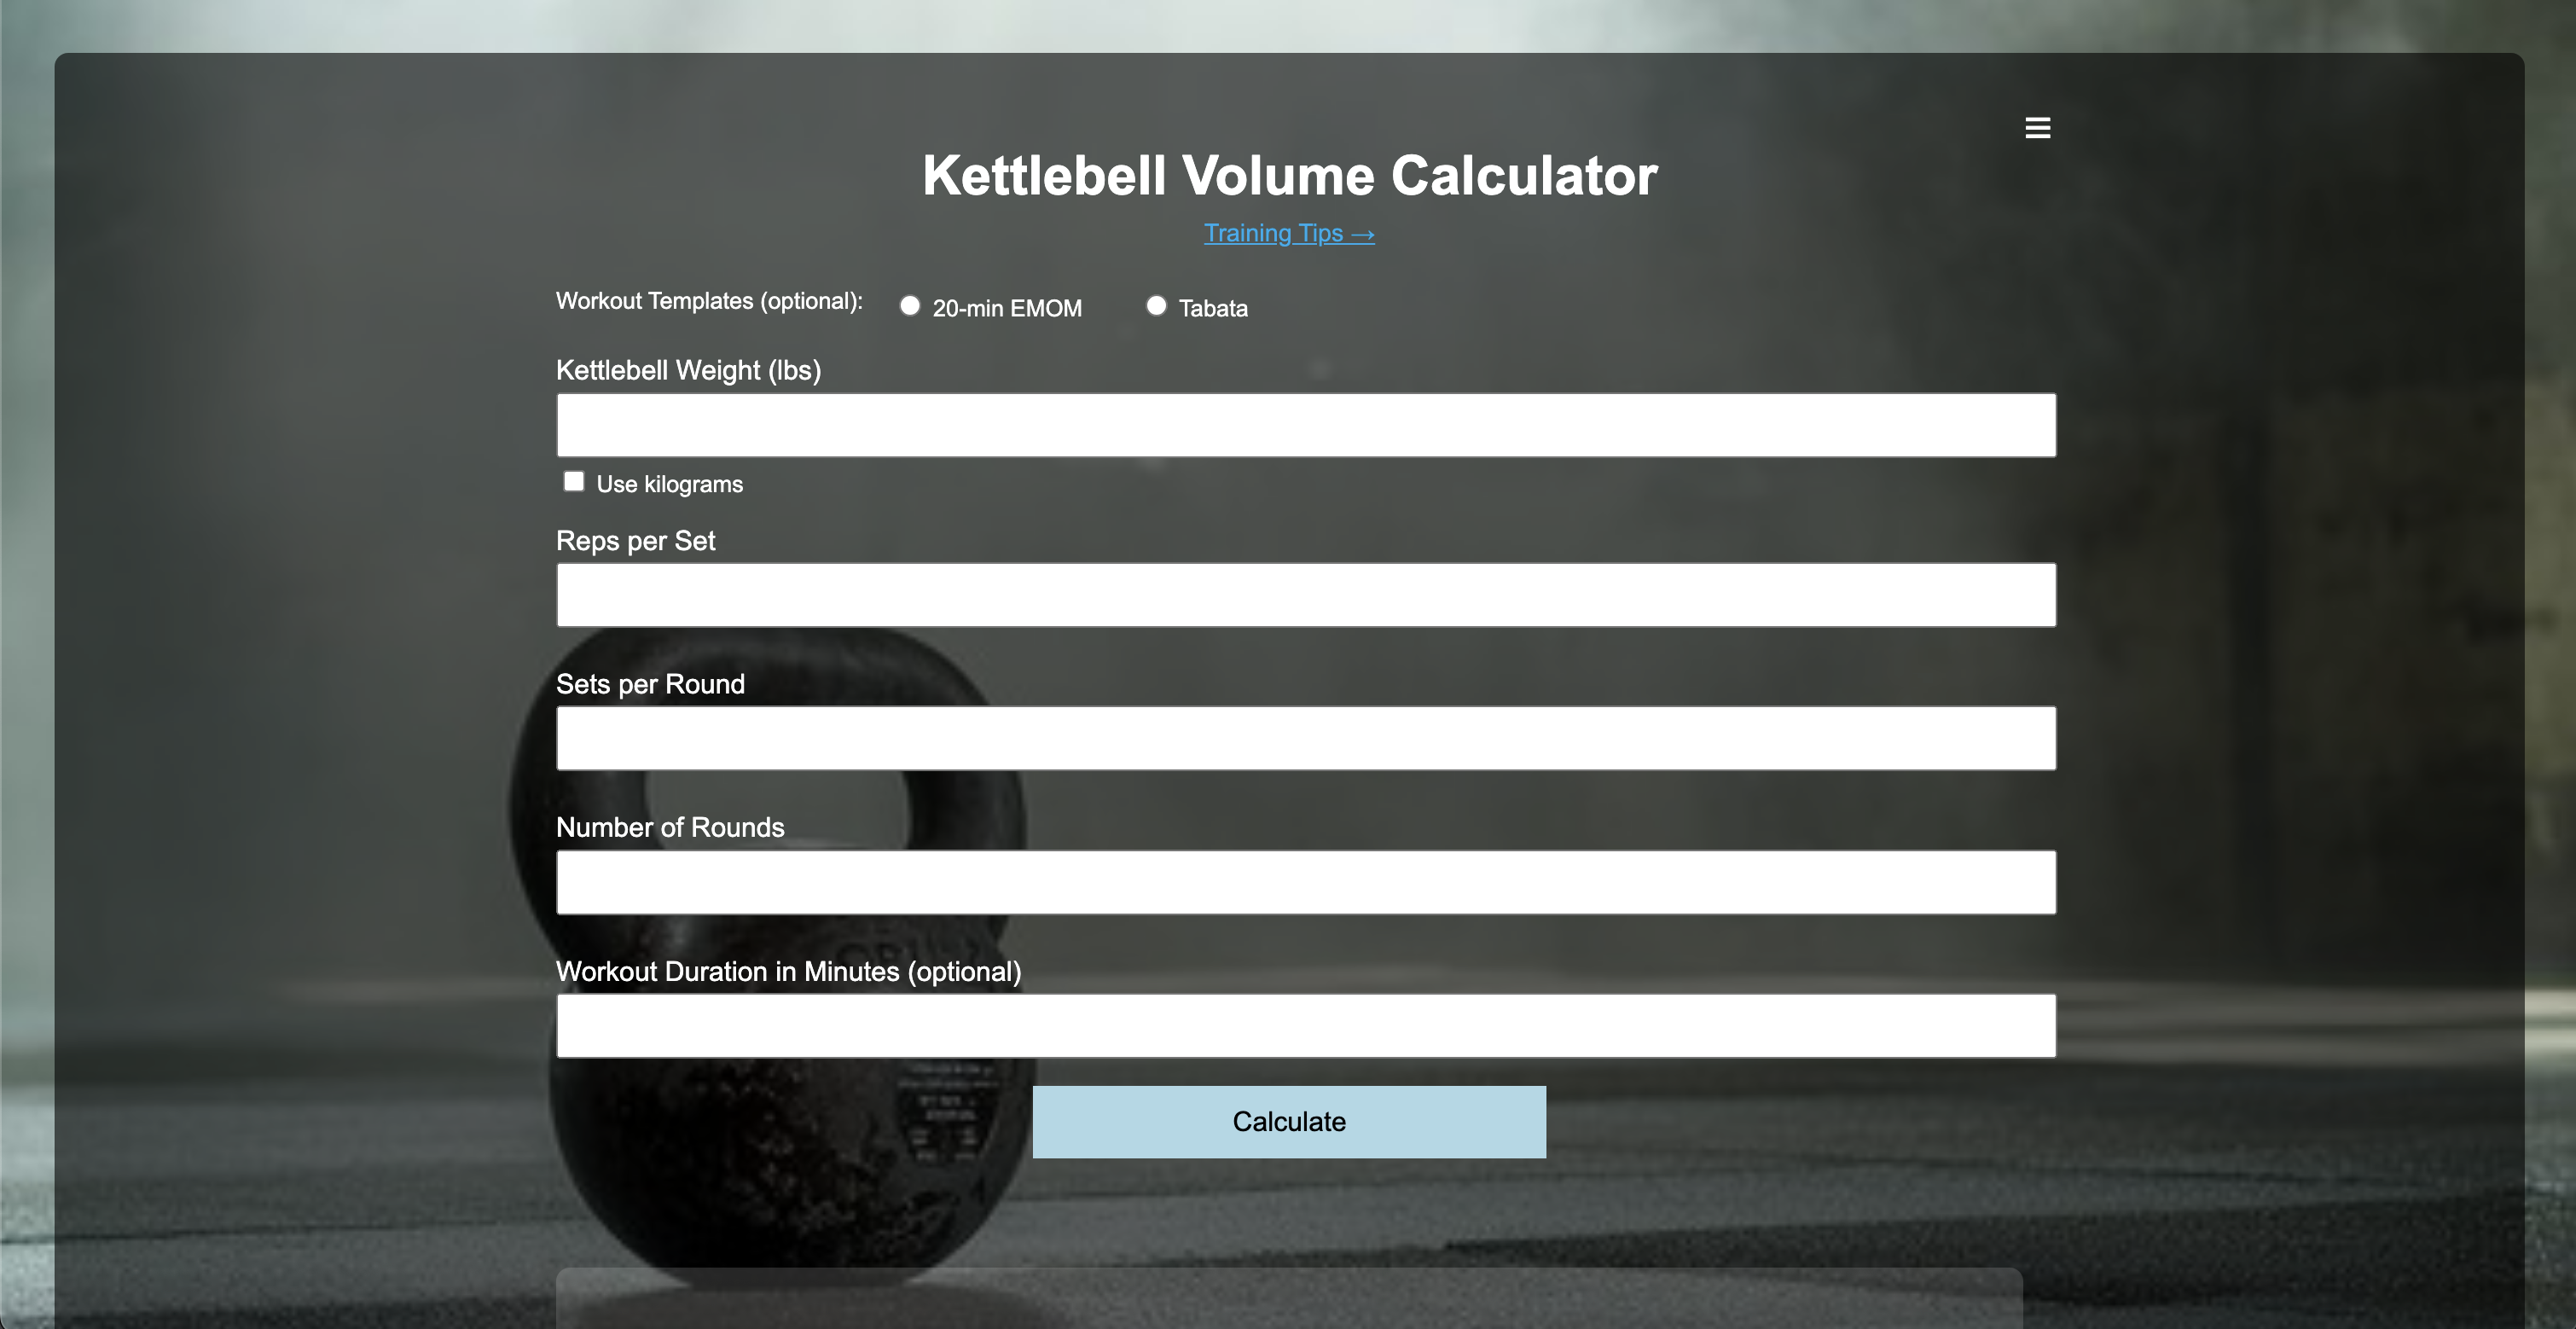 Kettlebell Volume Calculator
Training Tips →
Workout Templates (optional): 20-min EMOM Tabata
Kettlebell Weight (lbs)
Use kilograms
Reps per Set
Sets per Round
Number of Rounds
Workout Duration in Minutes (optional)
Calculate